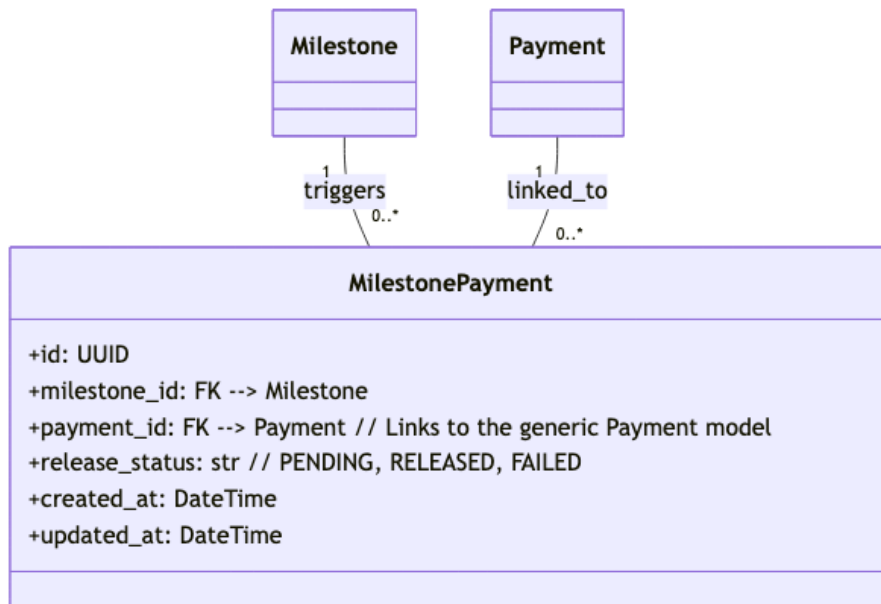 Milestone
Payment
1
triggers
0..*
1
linked_to
0..*
MilestonePayment
+id: UUID
+milestone_id: FK --> Milestone
+payment_id: FK --> Payment // Links to the generic Payment model
+release_status: str // PENDING, RELEASED, FAILED
+created_at: DateTime
+updated_at: DateTime